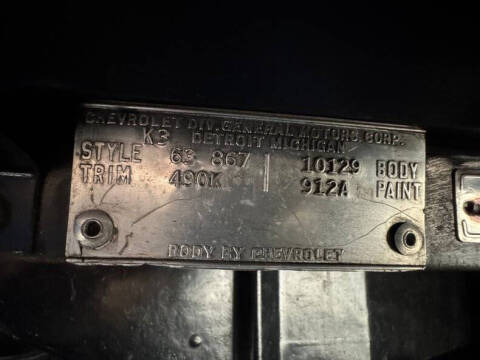 CHEVROLET DIV. GENERAL MOTORS CORP.
K3 DETROIT MICHIGAN
STYLE 63 867 10129 BODY
TRIM 490K 912A PAINT
BODY BY CHEVROLET